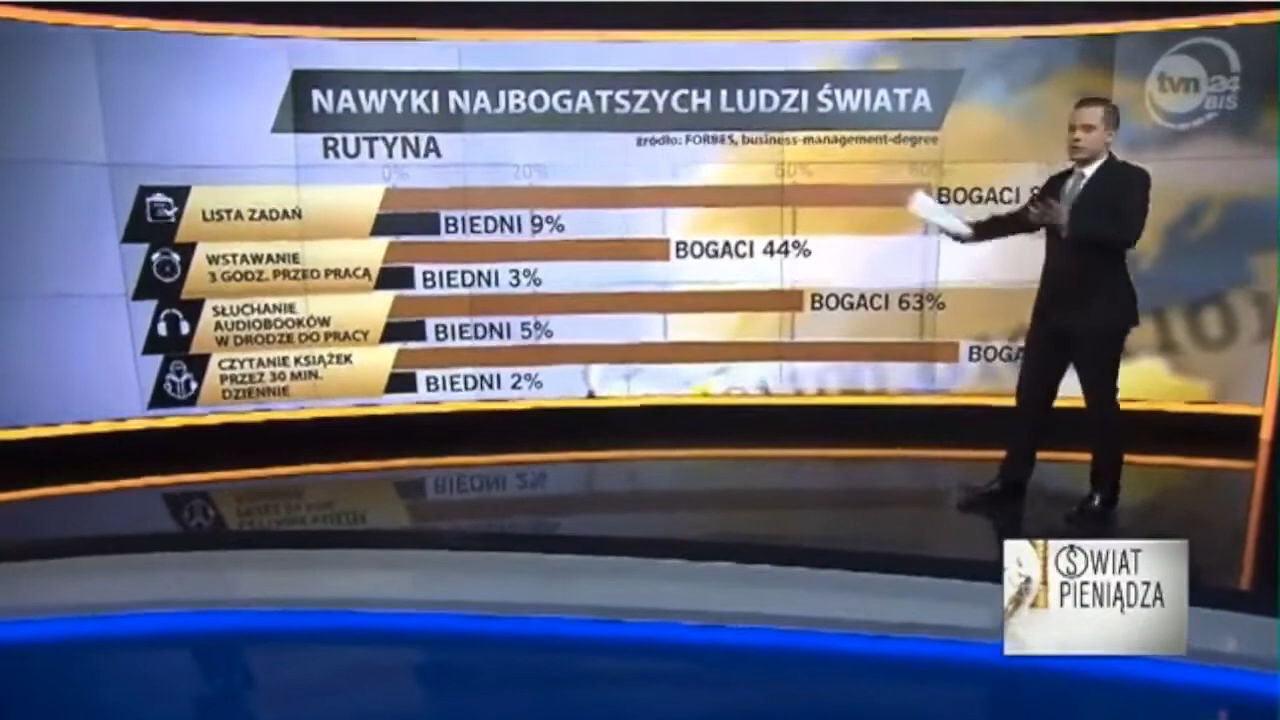 NAWYKI NAJBOGATSZYCH LUDZI ŚWIATA
tvn24
BiS
RUTYNA
źródło: FORBES, business-management-degree
0% 20% 60% 80%
LISTA ZADAŃ
BOGACI
BIEDNI 9%
WSTAWANIE
3 GODZ. PRZED PRACĄ
BOGACI 44%
BIEDNI 3%
SŁUCHANIE
AUDIOBOOKÓW
W DRODZE DO PRACY
BOGACI 63%
BIEDNI 5%
CZYTANIE KSIĄŻEK
PRZEZ 30 MIN.
DZIENNIE
BOGA
BIEDNI 2%
ŚWIAT
PIENIĄDZA